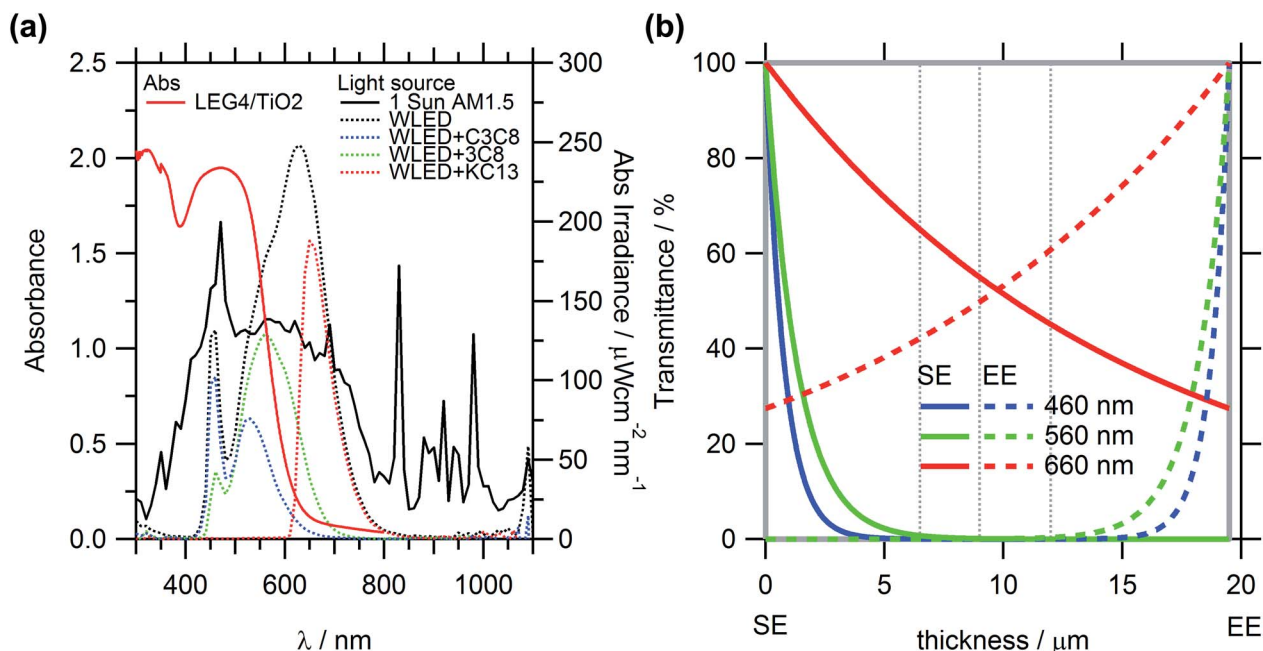 (a)
2.5
2.0
1.5
1.0
0.5
0.0
Absorbance
Abs
LEG4/TiO2
Light source
1 Sun AM1.5
WLED
WLED+C3C8
WLED+3C8
WLED+KC13
300
250
200
150
100
50
0
Abs Irradiance / μWcm-2 nm-1
400 600 800 1000
λ / nm
(b)
100
80
60
40
20
0
Transmittance / %
SE EE
460 nm
560 nm
660 nm
0 5 10 15 20
SE EE
thickness / μm